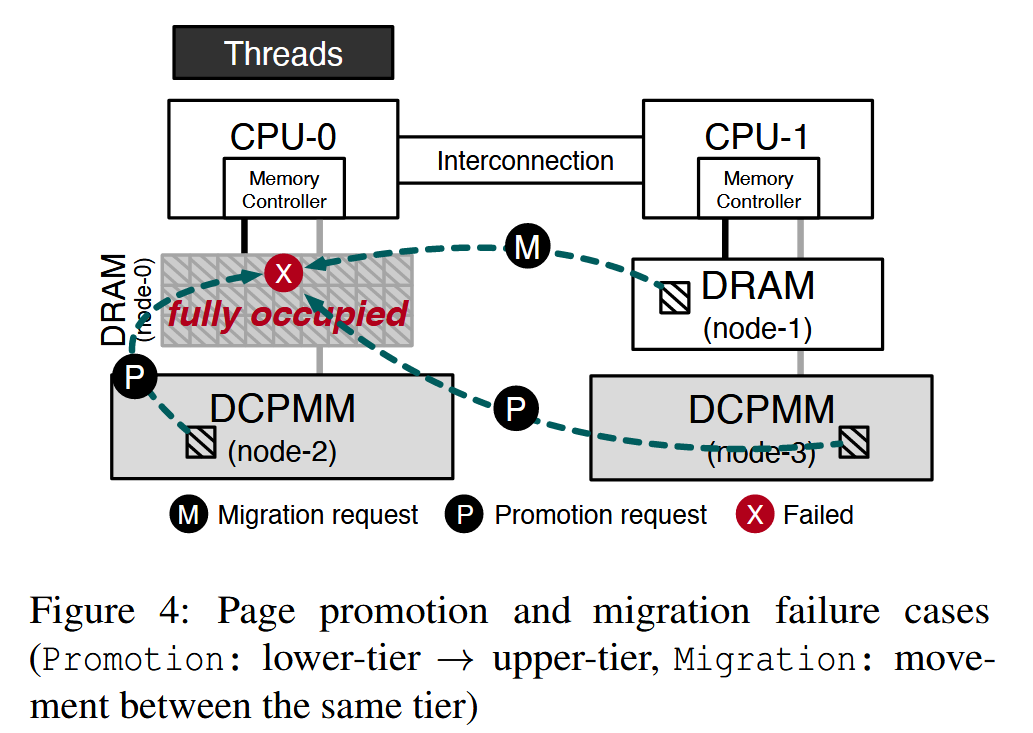 Threads
CPU-0
CPU-1
Interconnection
Memory
Controller
Memory
Controller
M
DRAM
(node-0)
X
fully occupied
DRAM
(node-1)
P
DCPMM
(node-2)
P
DCPMM
(node-3)
M Migration request P Promotion request X Failed
Figure 4: Page promotion and migration failure cases
(Promotion: lower-tier → upper-tier, Migration: move-
ment between the same tier)